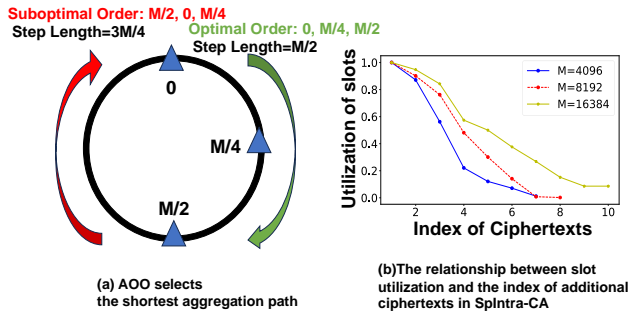 Suboptimal Order: M/2, 0, M/4
Step Length=3M/4
Optimal Order: 0, M/4, M/2
Step Length=M/2
0
M/4
M/2
(a) AOO selects
the shortest aggregation path
Utilization of slots
1.0
0.8
0.6
0.4
0.2
0.0
M=4096
M=8192
M=16384
2 4 6 8 10
Index of Ciphertexts
(b)The relationship between slot
utilization and the index of additional
ciphertexts in SpIntra-CA